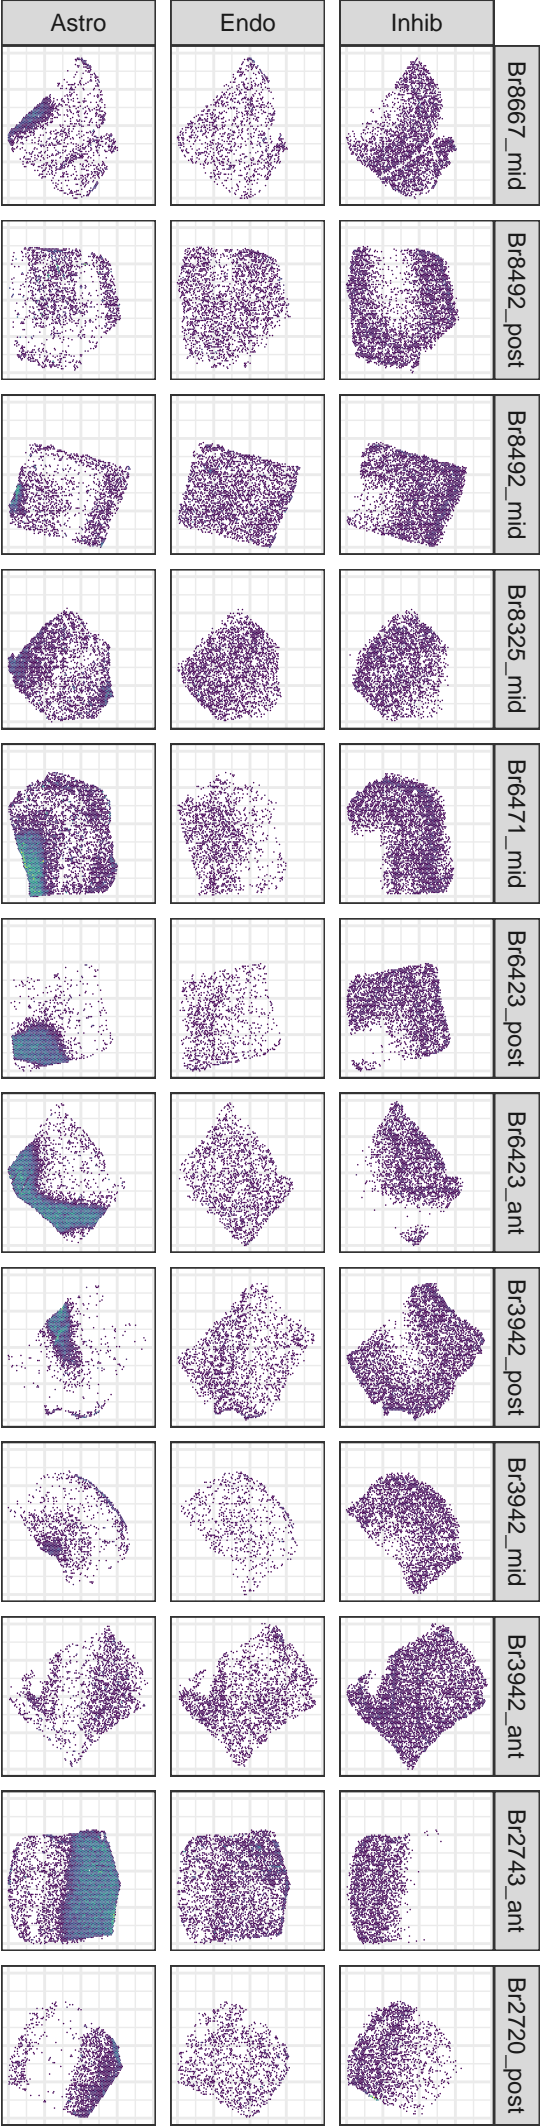 Astro
Endo
Inhib
Br8667_mid
Br8492_post
Br8492_mid
Br8325_mid
Br6471_mid
Br6423_post
Br6423_ant
Br3942_post
Br3942_mid
Br3942_ant
Br2743_ant
Br2720_post